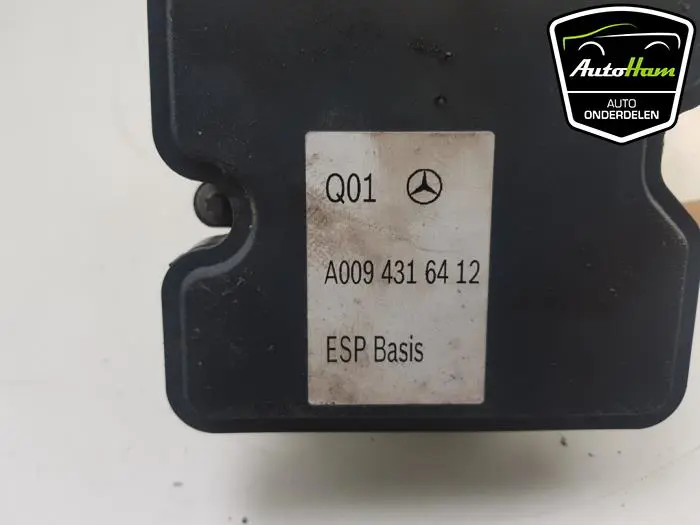 AutoHam
AUTO
ONDERDELEN
Q01
A009 431 64 12
ESP Basis